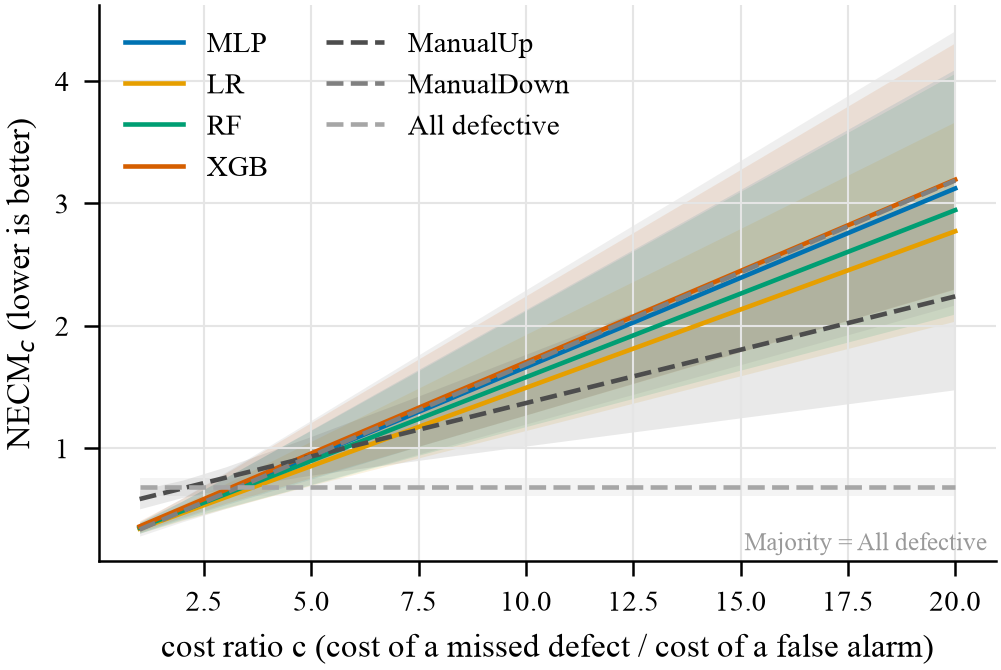 MLP
LR
RF
XGB
ManualUp
ManualDown
All defective
NECM_c (lower is better)
4
3
2
1
Majority = All defective
2.5 5.0 7.5 10.0 12.5 15.0 17.5 20.0
cost ratio c (cost of a missed defect / cost of a false alarm)